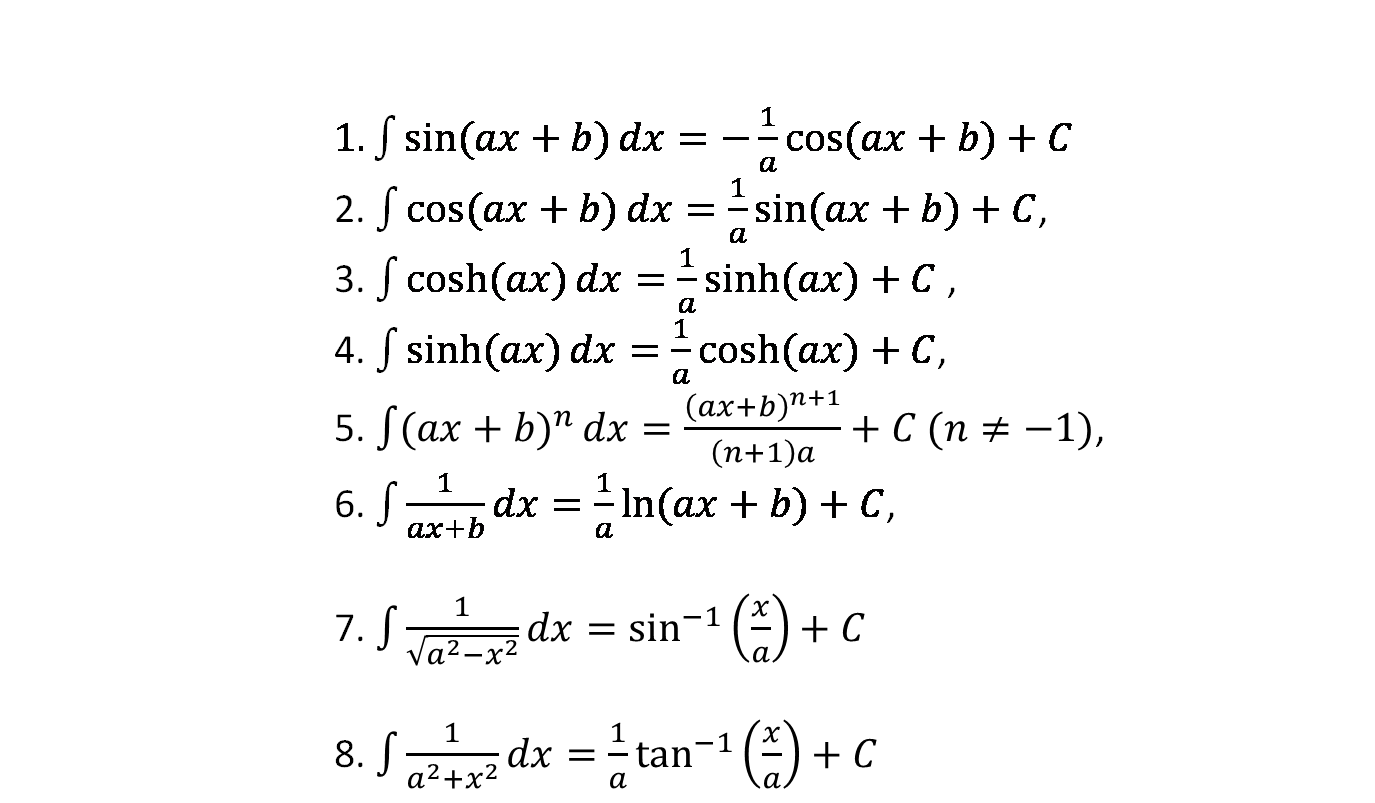 1. ∫ sin(ax + b) dx = −1/a cos(ax + b) + C
2. ∫ cos(ax + b) dx = 1/a sin(ax + b) + C,
3. ∫ cosh(ax) dx = 1/a sinh(ax) + C ,
4. ∫ sinh(ax) dx = 1/a cosh(ax) + C,
5. ∫(ax + b)ⁿ dx = (ax+b)ⁿ⁺¹/(n+1)a + C (n ≠ −1),
6. ∫ 1/ax+b dx = 1/a ln(ax + b) + C,
7. ∫ 1/√a²−x² dx = sin⁻¹ (x/a) + C
8. ∫ 1/a²+x² dx = 1/a tan⁻¹ (x/a) + C